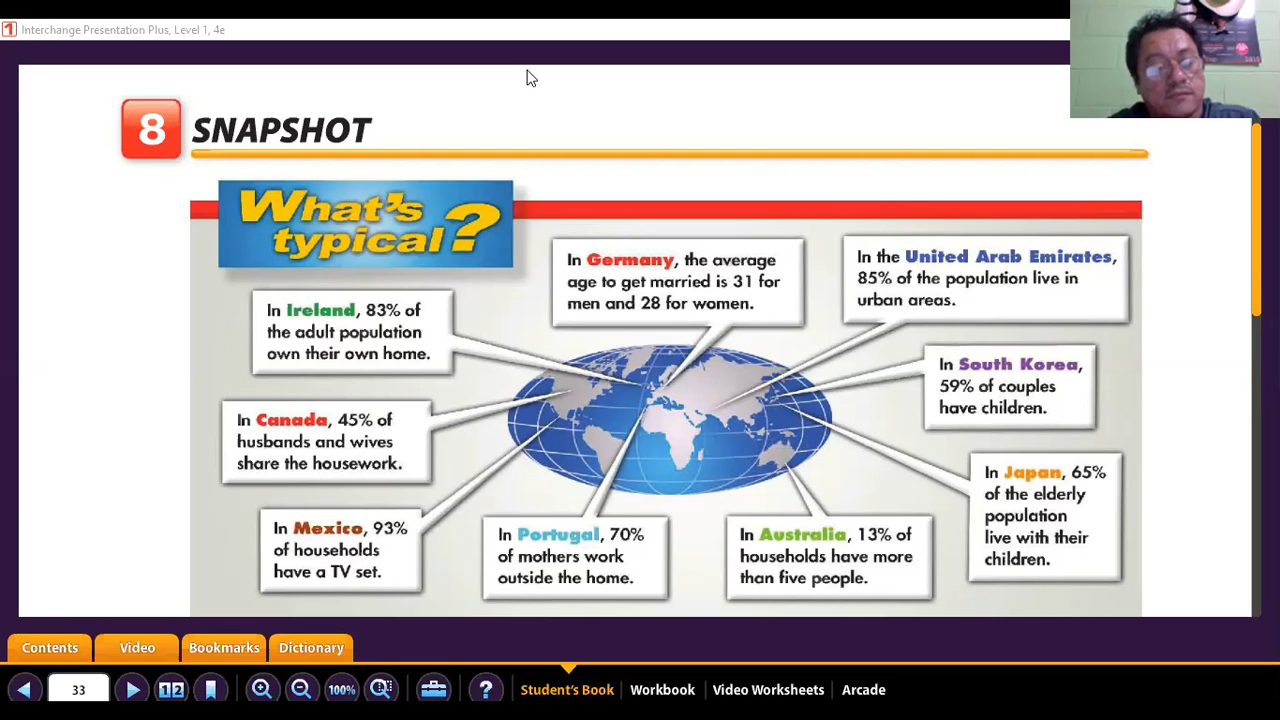 Interchange Presentation Plus, Level 1, 4e
8 SNAPSHOT
What's
typical?
In Germany, the average
age to get married is 31 for
men and 28 for women.
In the United Arab Emirates,
85% of the population live in
urban areas.
In Ireland, 83% of
the adult population
own their own home.
In South Korea,
59% of couples
have children.
In Canada, 45% of
husbands and wives
share the housework.
In Japan, 65%
of the elderly
population
live with their
children.
In Mexico, 93%
of households
have a TV set.
In Portugal, 70%
of mothers work
outside the home.
In Australia, 13% of
households have more
than five people.
Contents Video Bookmarks Dictionary
33 1 2 100% ? Student's Book Workbook Video Worksheets Arcade